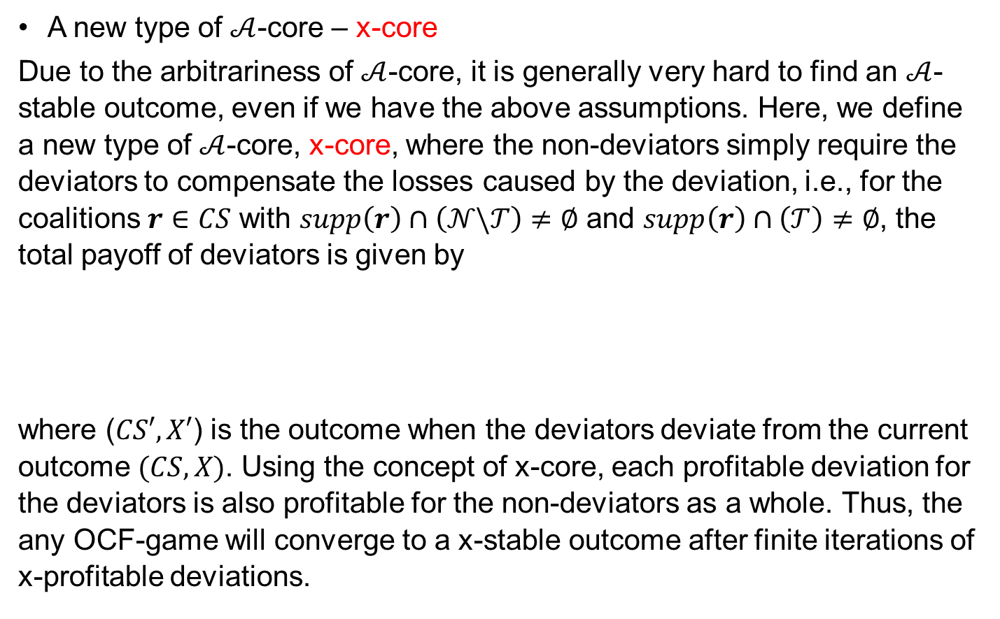 • A new type of 𝒜-core – x-core
Due to the arbitrariness of 𝒜-core, it is generally very hard to find an 𝒜-
stable outcome, even if we have the above assumptions. Here, we define
a new type of 𝒜-core, x-core, where the non-deviators simply require the
deviators to compensate the losses caused by the deviation, i.e., for the
coalitions 𝒓 ∈ 𝐶𝑆 with 𝑠𝑢𝑝𝑝(𝒓) ∩ (𝒩\𝒯) ≠ ∅ and 𝑠𝑢𝑝𝑝(𝒓) ∩ (𝒯) ≠ ∅, the
total payoff of deviators is given by
where (𝐶𝑆′, 𝑋′) is the outcome when the deviators deviate from the current
outcome (𝐶𝑆, 𝑋). Using the concept of x-core, each profitable deviation for
the deviators is also profitable for the non-deviators as a whole. Thus, the
any OCF-game will converge to a x-stable outcome after finite iterations of
x-profitable deviations.